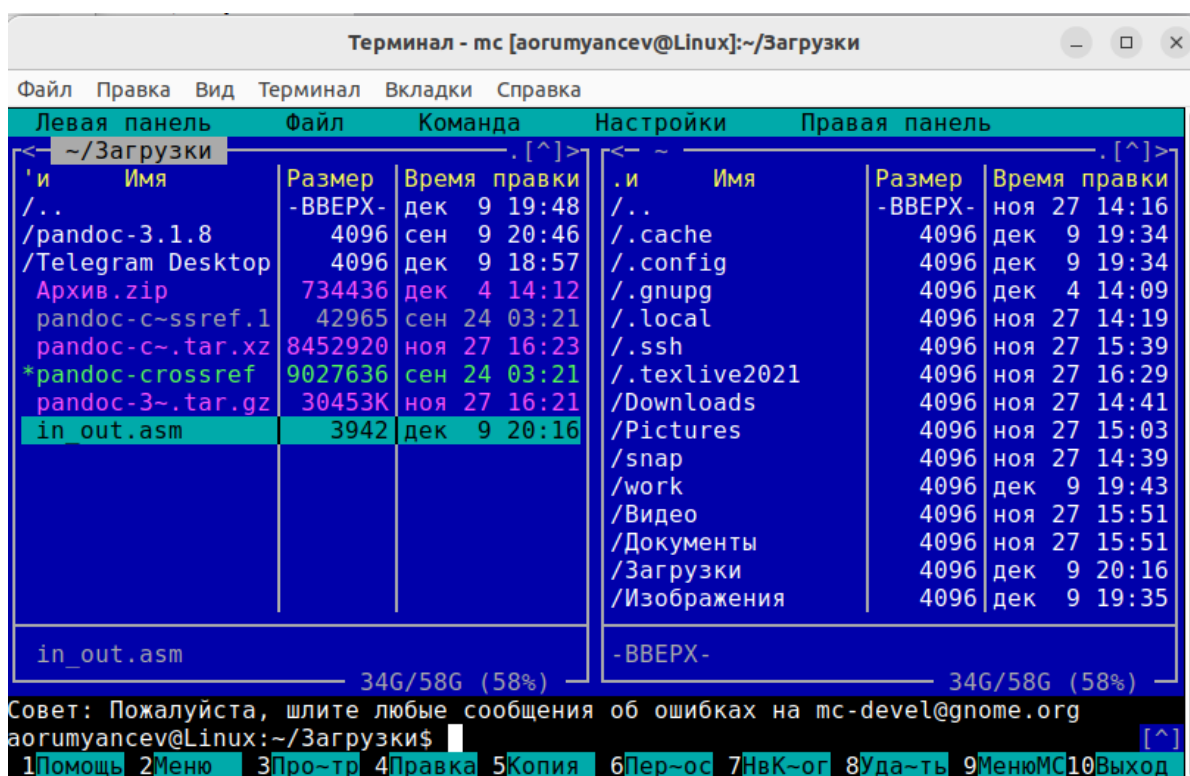 Терминал - mc [aorumyancev@Linux]:~/Загрузки
Файл Правка Вид Терминал Вкладки Справка
Левая панель Файл Команда Настройки Правая панель
<─ ~/Загрузки .[^]> <─ ~ .[^]>
'и Имя Размер Время правки .и Имя Размер Время правки
/.. -ВВЕРХ- дек 9 19:48 /.. -ВВЕРХ- ноя 27 14:16
/pandoc-3.1.8 4096 сен 9 20:46 /.cache 4096 дек 9 19:34
/Telegram Desktop 4096 дек 9 18:57 /.config 4096 дек 9 19:34
Архив.zip 734436 дек 4 14:12 /.gnupg 4096 дек 4 14:09
pandoc-c~ssref.1 42965 сен 24 03:21 /.local 4096 ноя 27 14:19
pandoc-c~.tar.xz 8452920 ноя 27 16:23 /.ssh 4096 ноя 27 15:39
*pandoc-crossref 9027636 сен 24 03:21 /.texlive2021 4096 ноя 27 16:29
pandoc-3~.tar.gz 30453K ноя 27 16:21 /Downloads 4096 ноя 27 14:41
in_out.asm 3942 дек 9 20:16 /Pictures 4096 ноя 27 15:03
/snap 4096 ноя 27 14:39
/work 4096 дек 9 19:43
/Видео 4096 ноя 27 15:51
/Документы 4096 ноя 27 15:51
/Загрузки 4096 дек 9 20:16
/Изображения 4096 дек 9 19:35
in_out.asm -ВВЕРХ-
34G/58G (58%) 34G/58G (58%)
Совет: Пожалуйста, шлите любые сообщения об ошибках на mc-devel@gnome.org
aorumyancev@Linux:~/Загрузки$ [^]
1Помощь 2Меню 3Про~тр 4Правка 5Копия 6Пер~ос 7НвК~ог 8Уда~ть 9МенюМС10Выход